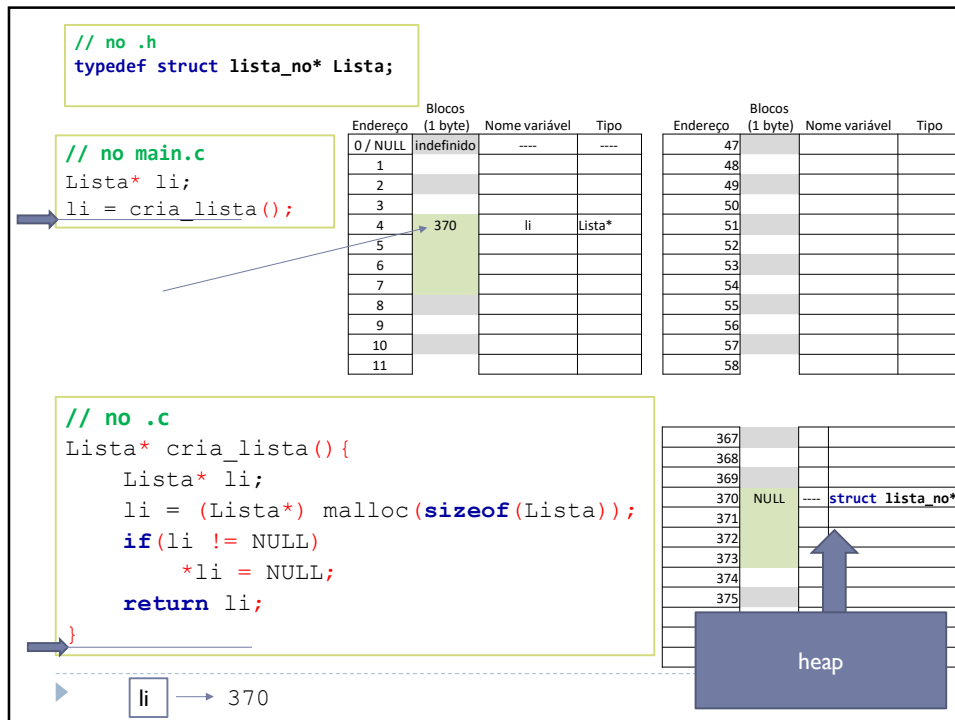 // no .h
typedef struct lista_no* Lista;
// no main.c
Lista* li;
li = cria_lista();
Endereço Blocos (1 byte) Nome variável Tipo
0 / NULL indefinido ---- ----
1
2
3
4 370 li Lista*
5
6
7
8
9
10
11
Endereço Blocos (1 byte) Nome variável Tipo
47
48
49
50
51
52
53
54
55
56
57
58
// no .c
Lista* cria_lista(){
Lista* li;
li = (Lista*) malloc(sizeof(Lista));
if(li != NULL)
*li = NULL;
return li;
}
367
368
369
370 NULL ---- struct lista_no*
371
372
373
374
375
heap
li 370